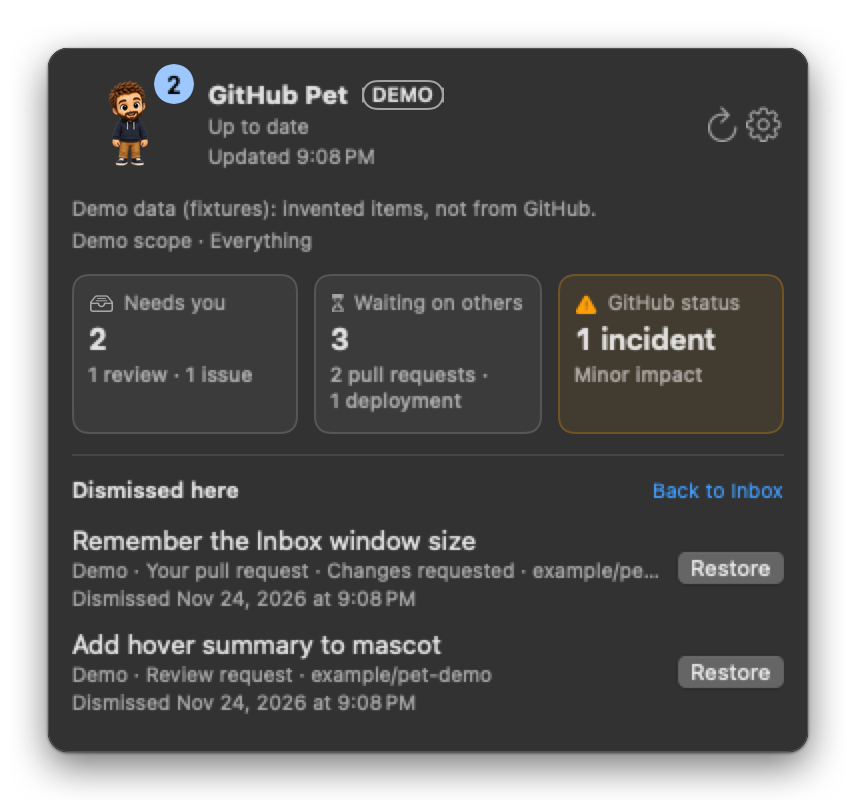 2
GitHub Pet DEMO
Up to date
Updated 9:08 PM
Demo data (fixtures): invented items, not from GitHub.
Demo scope · Everything
Needs you
2
1 review · 1 issue
Waiting on others
3
2 pull requests ·
1 deployment
GitHub status
1 incident
Minor impact
Dismissed here
Back to Inbox
Remember the Inbox window size
Demo · Your pull request · Changes requested · example/pe...
Dismissed Nov 24, 2026 at 9:08 PM
Restore
Add hover summary to mascot
Demo · Review request · example/pet-demo
Dismissed Nov 24, 2026 at 9:08 PM
Restore